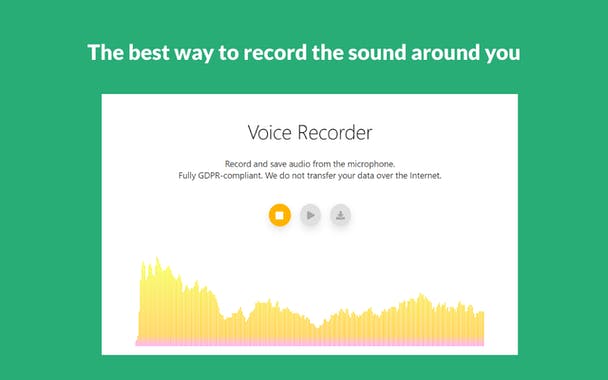 The best way to record the sound around you
Voice Recorder
Record and save audio from the microphone.
Fully GDPR-compliant. We do not transfer your data over the Internet.